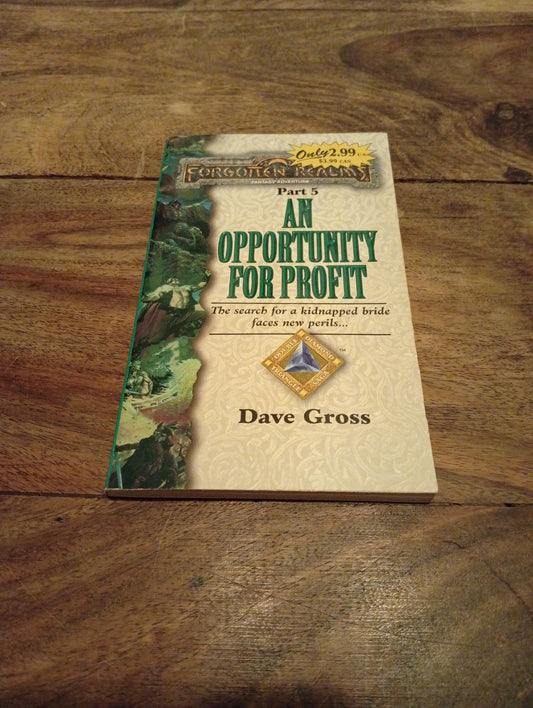 Only 2.99 U.S.
$3.99 CAN
FORGOTTEN REALMS
FANTASY ADVENTURE
Part 5
AN
OPPORTUNITY
FOR PROFIT
The search for a kidnapped bride
faces new perils...
DOUBLE DIAMOND
TRIANGLE SAGA
™
Dave Gross